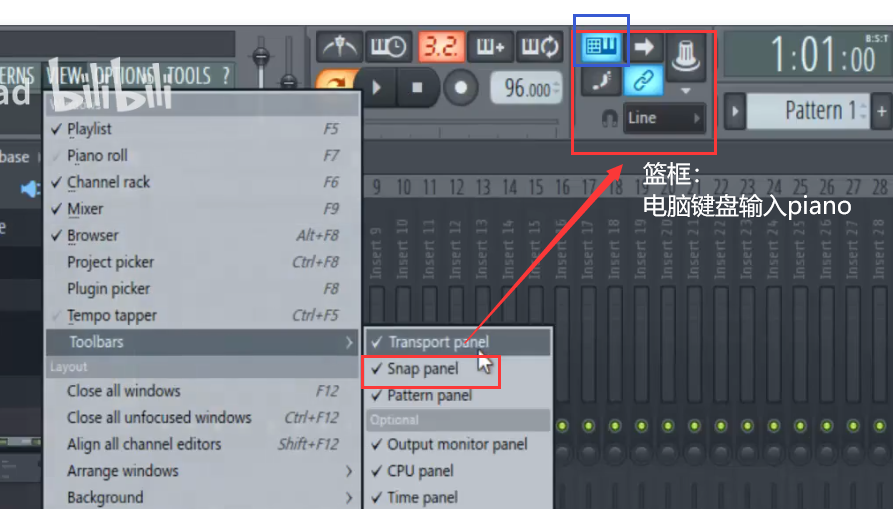 ERNS VIEW OPTIONS TOOLS ?
ad bilibili
3.2.
96.000
B:S:T
1:01:00
Line
Pattern 1
+
base
e
✓ Playlist F5
Piano roll F7
✓ Channel rack F6
✓ Mixer F9
✓ Browser Alt+F8
Project picker Ctrl+F8
Plugin picker F8
Tempo tapper Ctrl+F5
Toolbars
Layout
Close all windows F12
Close all unfocused windows Ctrl+F12
Align all channel editors Shift+F12
Arrange windows
Background
✓ Transport panel
✓ Snap panel
✓ Pattern panel
Optional
✓ Output monitor panel
✓ CPU panel
✓ Time panel
篮框：
电脑键盘输入piano
9 10 11 12 13 14 15 16 17 18 19 20 21 22 23 24 25 26 27 28
Insert 9
Insert 10
Insert 11
Insert 12
Insert 13
Insert 14
Insert 15
Insert 16
Insert 17
Insert 18
Insert 19
Insert 20
Insert 21
Insert 22
Insert 23
Insert 24
Insert 25
Insert 26
Insert 27
Insert 28